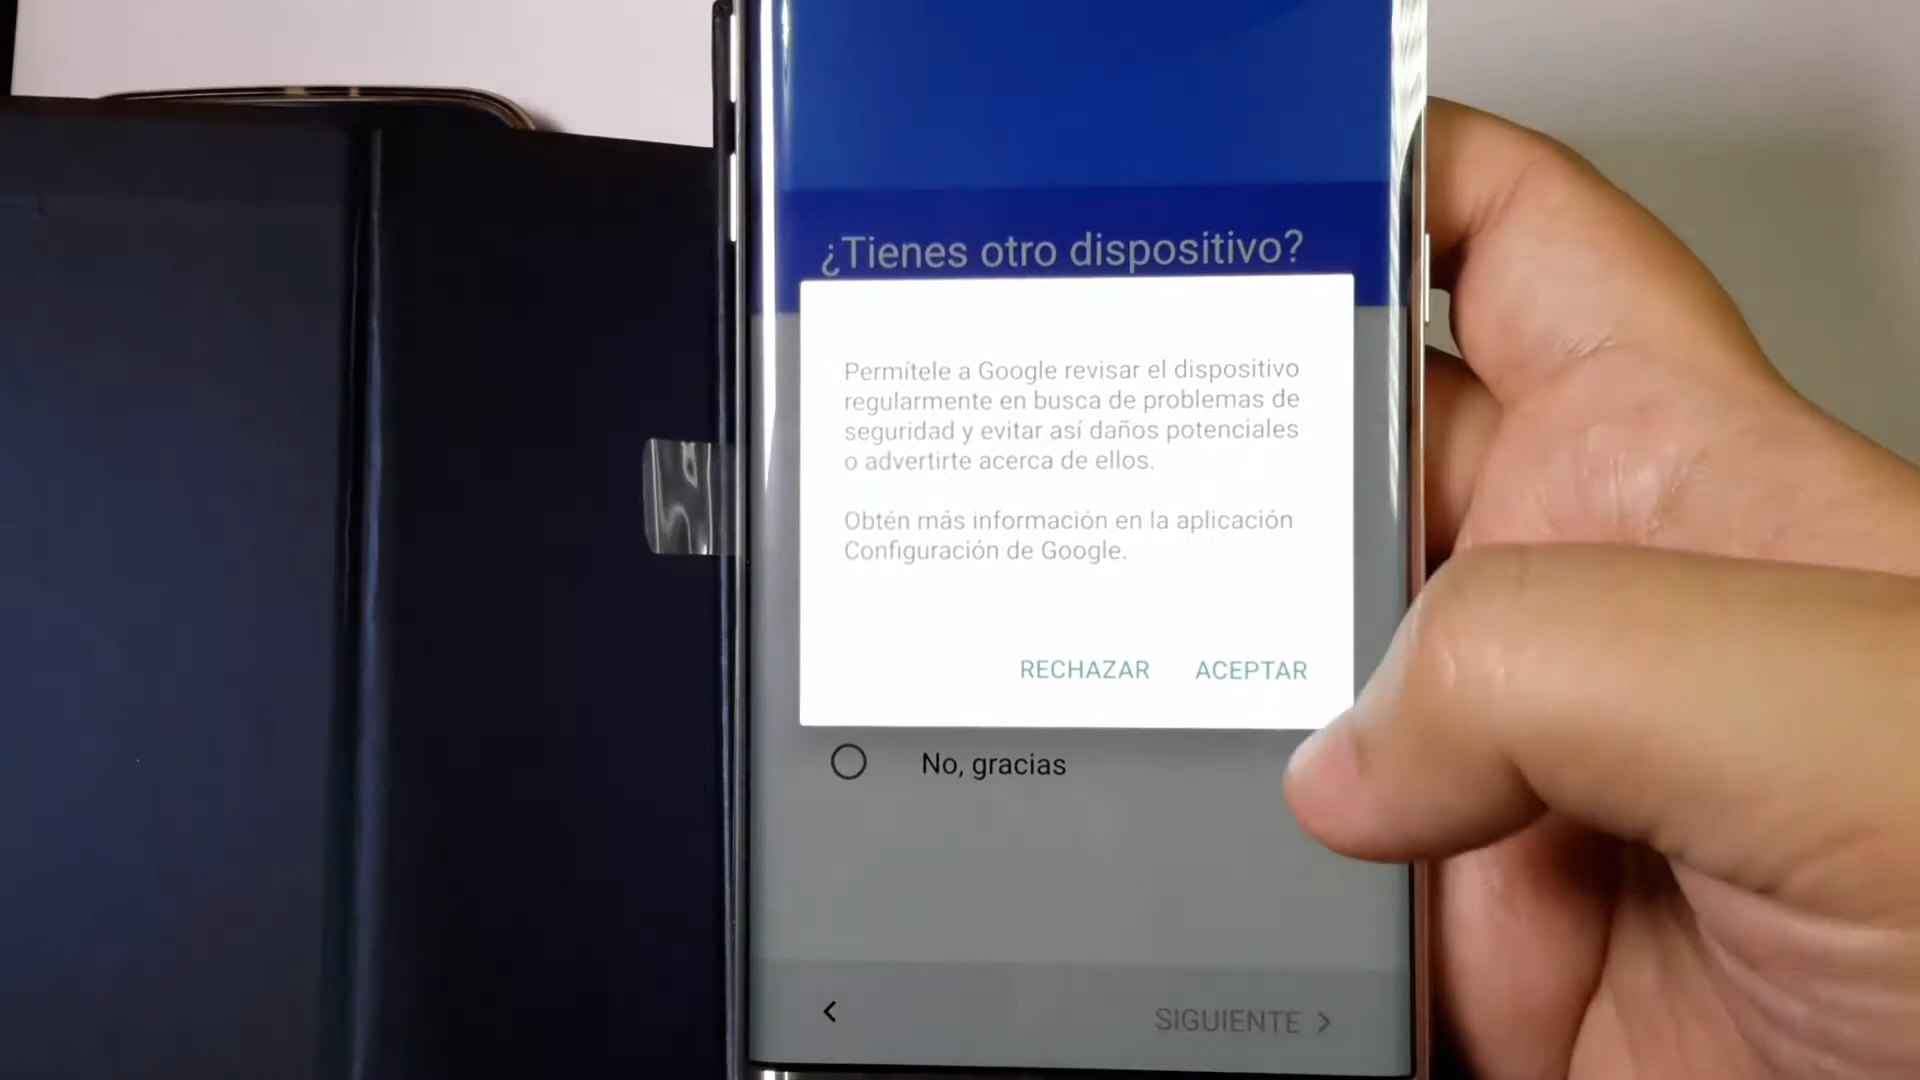 ¿Tienes otro dispositivo?
Permítele a Google revisar el dispositivo
regularmente en busca de problemas de
seguridad y evitar así daños potenciales
o advertirte acerca de ellos.
Obtén más información en la aplicación
Configuración de Google.
RECHAZAR ACEPTAR
No, gracias
SIGUIENTE